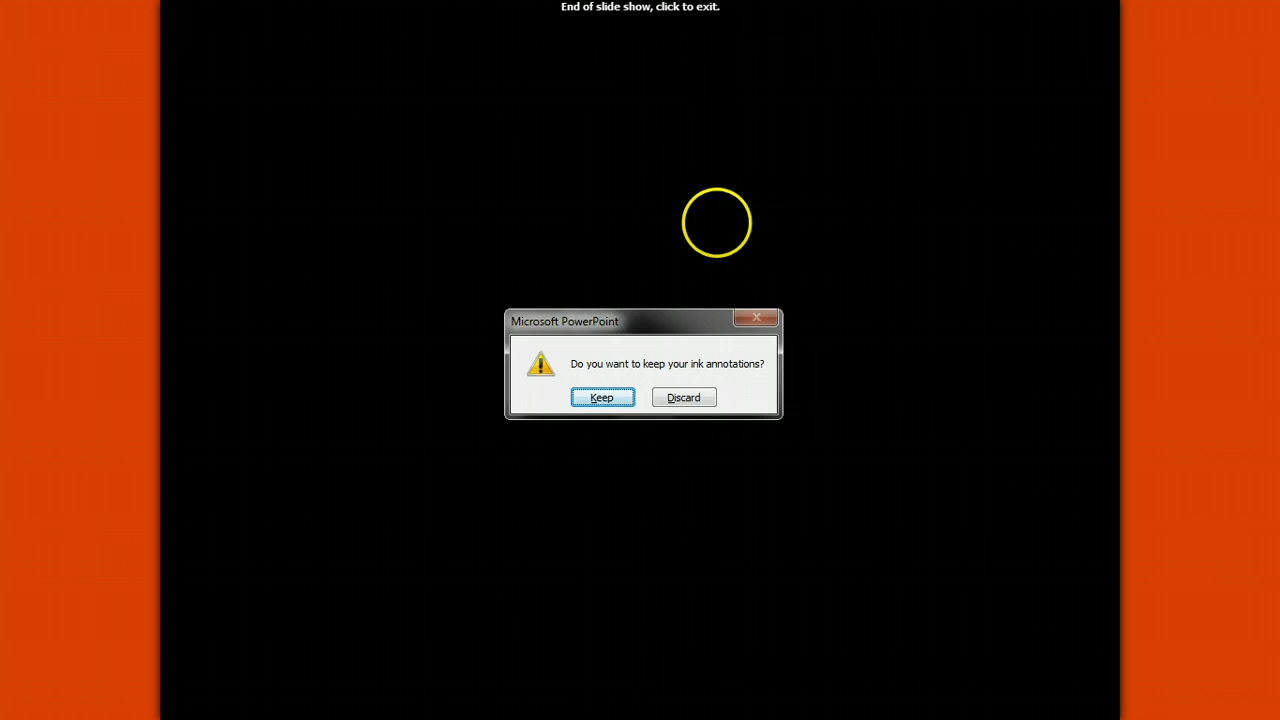 End of slide show, click to exit.
Microsoft PowerPoint
Do you want to keep your ink annotations?
Keep Discard